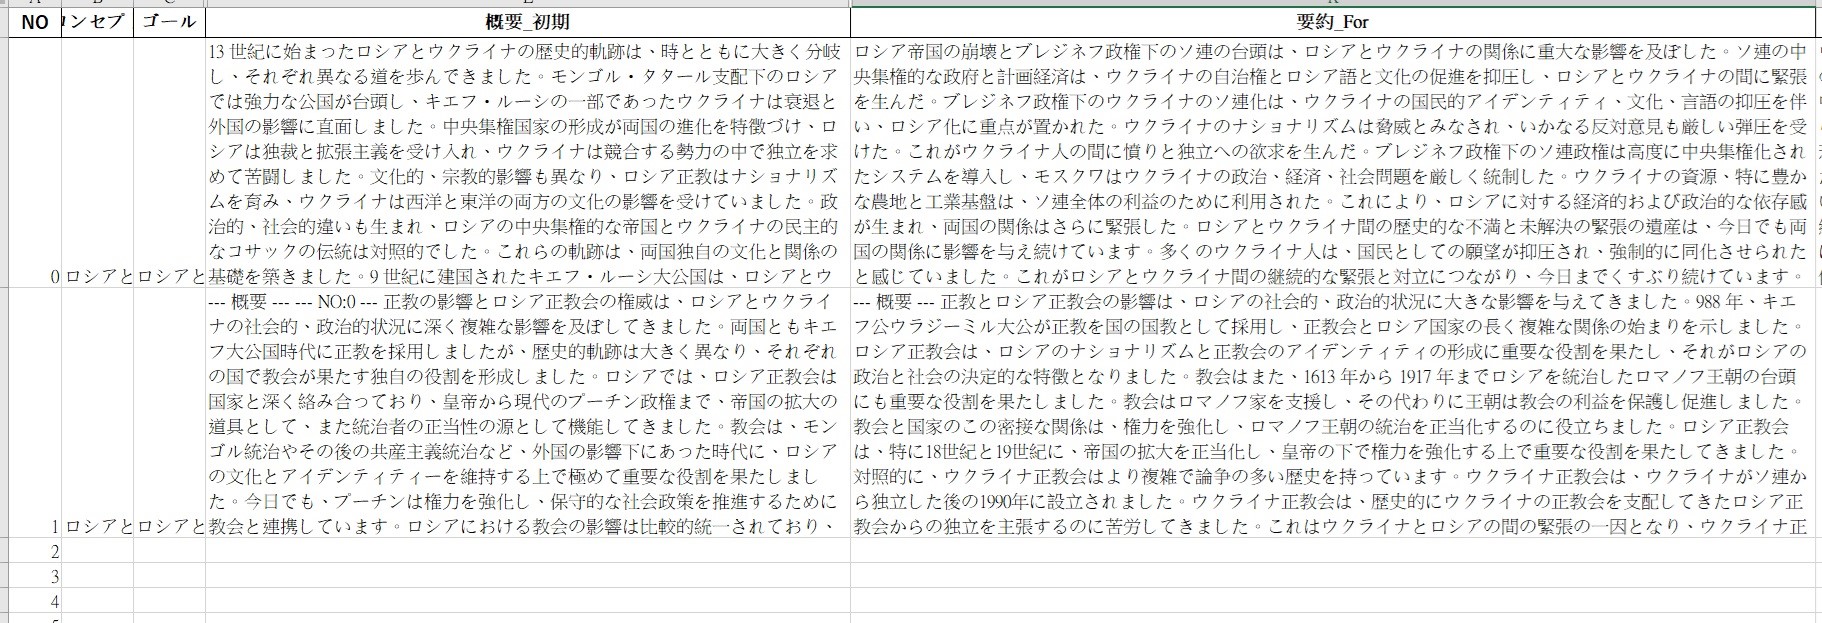 NO ンセプ ゴール 概要_初期 要約_For
13 世紀に始まったロシアとウクライナの歴史的軌跡は、時とともに大きく分岐
し、それぞれ異なる道を歩んできました。モンゴル・タタール支配下のロシア
では強力な公国が台頭し、キエフ・ルーシの一部であったウクライナは衰退と
外国の影響に直面しました。中央集権国家の形成が両国の進化を特徴づけ、ロ
シアは独裁と拡張主義を受け入れ、ウクライナは競合する勢力の中で独立を求
めて苦闘しました。文化的、宗教的影響も異なり、ロシア正教はナショナリズ
ムを育み、ウクライナは西洋と東洋の両方の文化の影響を受けていました。政
治的、社会的違いも生まれ、ロシアの中央集権的な帝国とウクライナの民主的
なコサックの伝統は対照的でした。これらの軌跡は、両国独自の文化と関係の
0 ロシアと ロシアと 基礎を築きました。9 世紀に建国されたキエフ・ルーシ大公国は、ロシアとウ
ロシア帝国の崩壊とブレジネフ政権下のソ連の台頭は、ロシアとウクライナの関係に重大な影響を及ぼした。ソ連の中
央集権的な政府と計画経済は、ウクライナの自治権とロシア語と文化の促進を抑圧し、ロシアとウクライナの間に緊張
を生んだ。ブレジネフ政権下のウクライナのソ連化は、ウクライナの国民的アイデンティティ、文化、言語の抑圧を伴
い、ロシア化に重点が置かれた。ウクライナのナショナリズムは脅威とみなされ、いかなる反対意見も厳しい弾圧を受
けた。これがウクライナ人の間に憤りと独立への欲求を生んだ。ブレジネフ政権下のソ連政権は高度に中央集権化され
たシステムを導入し、モスクワはウクライナの政治、経済、社会問題を厳しく統制した。ウクライナの資源、特に豊か
な農地と工業基盤は、ソ連全体の利益のために利用された。これにより、ロシアに対する経済的および政治的な依存感
が生まれ、両国の関係はさらに緊張した。ロシアとウクライナ間の歴史的な不満と未解決の緊張の遺産は、今日でも両
国の関係に影響を与え続けています。多くのウクライナ人は、国民としての願望が抑圧され、強制的に同化させられた
と感じていました。これがロシアとウクライナ間の継続的な緊張と対立につながり、今日までくすぶり続けています。
--- 概要 --- --- NO:0 --- 正教の影響とロシア正教会の権威は、ロシアとウクライ
ナの社会的、政治的状況に深く複雑な影響を及ぼしてきました。両国ともキエ
フ大公国時代に正教を採用しましたが、歴史的軌跡は大きく異なり、それぞれ
の国で教会が果たす独自の役割を形成しました。ロシアでは、ロシア正教会は
国家と深く絡み合っており、皇帝から現代のプーチン政権まで、帝国の拡大の
道具として、また統治者の正当性の源として機能してきました。教会は、モン
ゴル統治やその後の共産主義統治など、外国の影響下にあった時代に、ロシア
の文化とアイデンティティーを維持する上で極めて重要な役割を果たしまし
た。今日でも、プーチンは権力を強化し、保守的な社会政策を推進するために
1 ロシアと ロシアと 教会と連携しています。ロシアにおける教会の影響は比較的統一されており、
--- 概要 --- 正教とロシア正教会の影響は、ロシアの社会的、政治的状況に大きな影響を与えてきました。988 年、キエ
フ公ウラジーミル大公が正教を国の国教として採用し、正教会とロシア国家の長く複雑な関係の始まりを示しました。
ロシア正教会は、ロシアのナショナリズムと正教会のアイデンティティの形成に重要な役割を果たし、それがロシアの
政治と社会の決定的な特徴となりました。教会はまた、1613 年から 1917 年までロシアを統治したロマノフ王朝の台頭
にも重要な役割を果たしました。教会はロマノフ家を支援し、その代わりに王朝は教会の利益を保護し促進しました。
教会と国家のこの密接な関係は、権力を強化し、ロマノフ王朝の統治を正当化するのに役立ちました。ロシア正教会
は、特に18世紀と19世紀に、帝国の拡大を正当化し、皇帝の下で権力を強化する上で重要な役割を果たしてきました。
対照的に、ウクライナ正教会はより複雑で論争の多い歴史を持っています。ウクライナ正教会は、ウクライナがソ連か
ら独立した後の1990年に設立されました。ウクライナ正教会は、歴史的にウクライナの正教会を支配してきたロシア正
教会からの独立を主張するのに苦労してきました。これはウクライナとロシアの間の緊張の一因となり、ウクライナ正
2
3
4